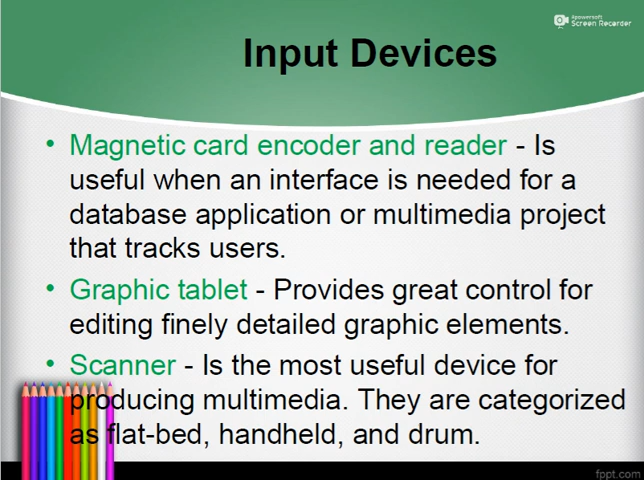 Apowersoft
Screen Recorder
Input Devices
• Magnetic card encoder and reader - Is
useful when an interface is needed for a
database application or multimedia project
that tracks users.
• Graphic tablet - Provides great control for
editing finely detailed graphic elements.
• Scanner - Is the most useful device for
producing multimedia. They are categorized
as flat-bed, handheld, and drum.
fppt.com